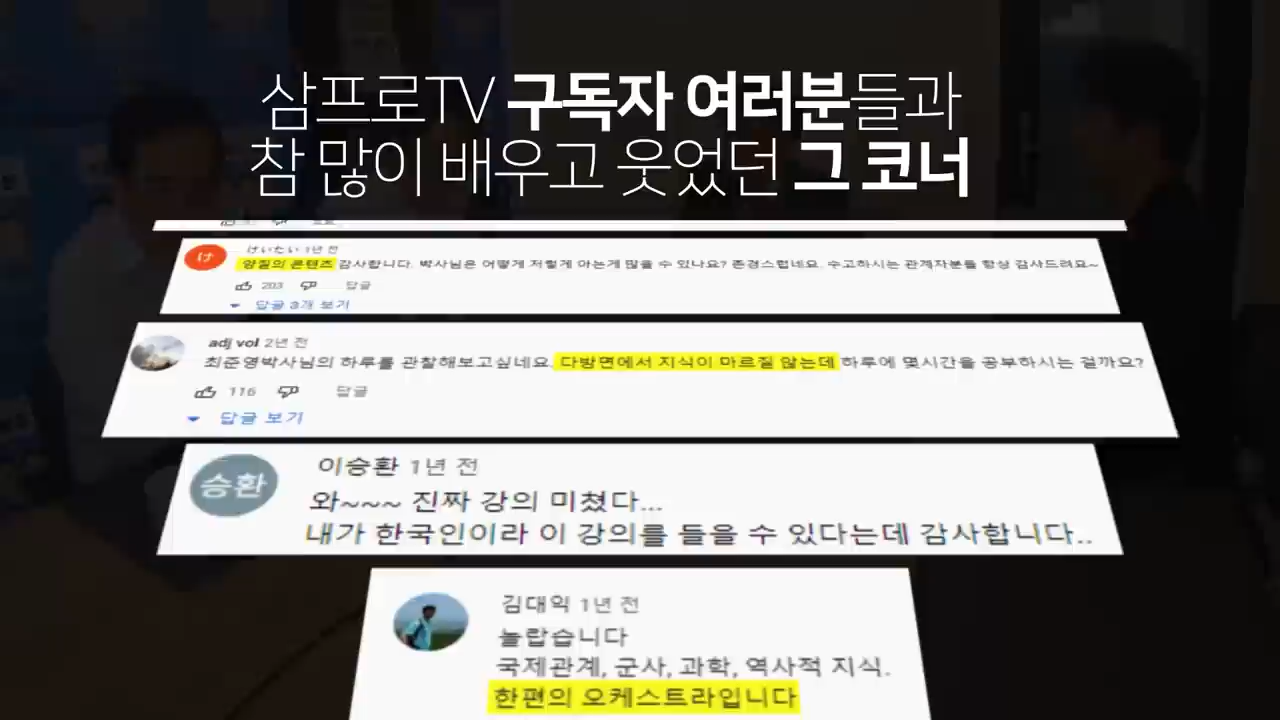 삼프로TV 구독자 여러분들과
참 많이 배우고 웃었던 그 코너
け
けいたい 1년 전
양질의 콘텐츠 감사합니다. 박사님은 어떻게 저렇게 아는게 많을 수 있나요? 존경스럽네요. 수고하시는 관계자분들 항상 감사드려요~
203 답글
답글 3개 보기
adj vol 2년 전
최준영박사님의 하루를 관찰해보고싶네요. 다방면에서 지식이 마르질 않는데 하루에 몇시간을 공부하시는 걸까요?
116 답글
답글 보기
승환
이승환 1년 전
와~~~ 진짜 강의 미쳤다...
내가 한국인이라 이 강의를 들을 수 있다는데 감사합니다..
김대익 1년 전
놀랍습니다
국제관계, 군사, 과학, 역사적 지식.
한편의 오케스트라입니다